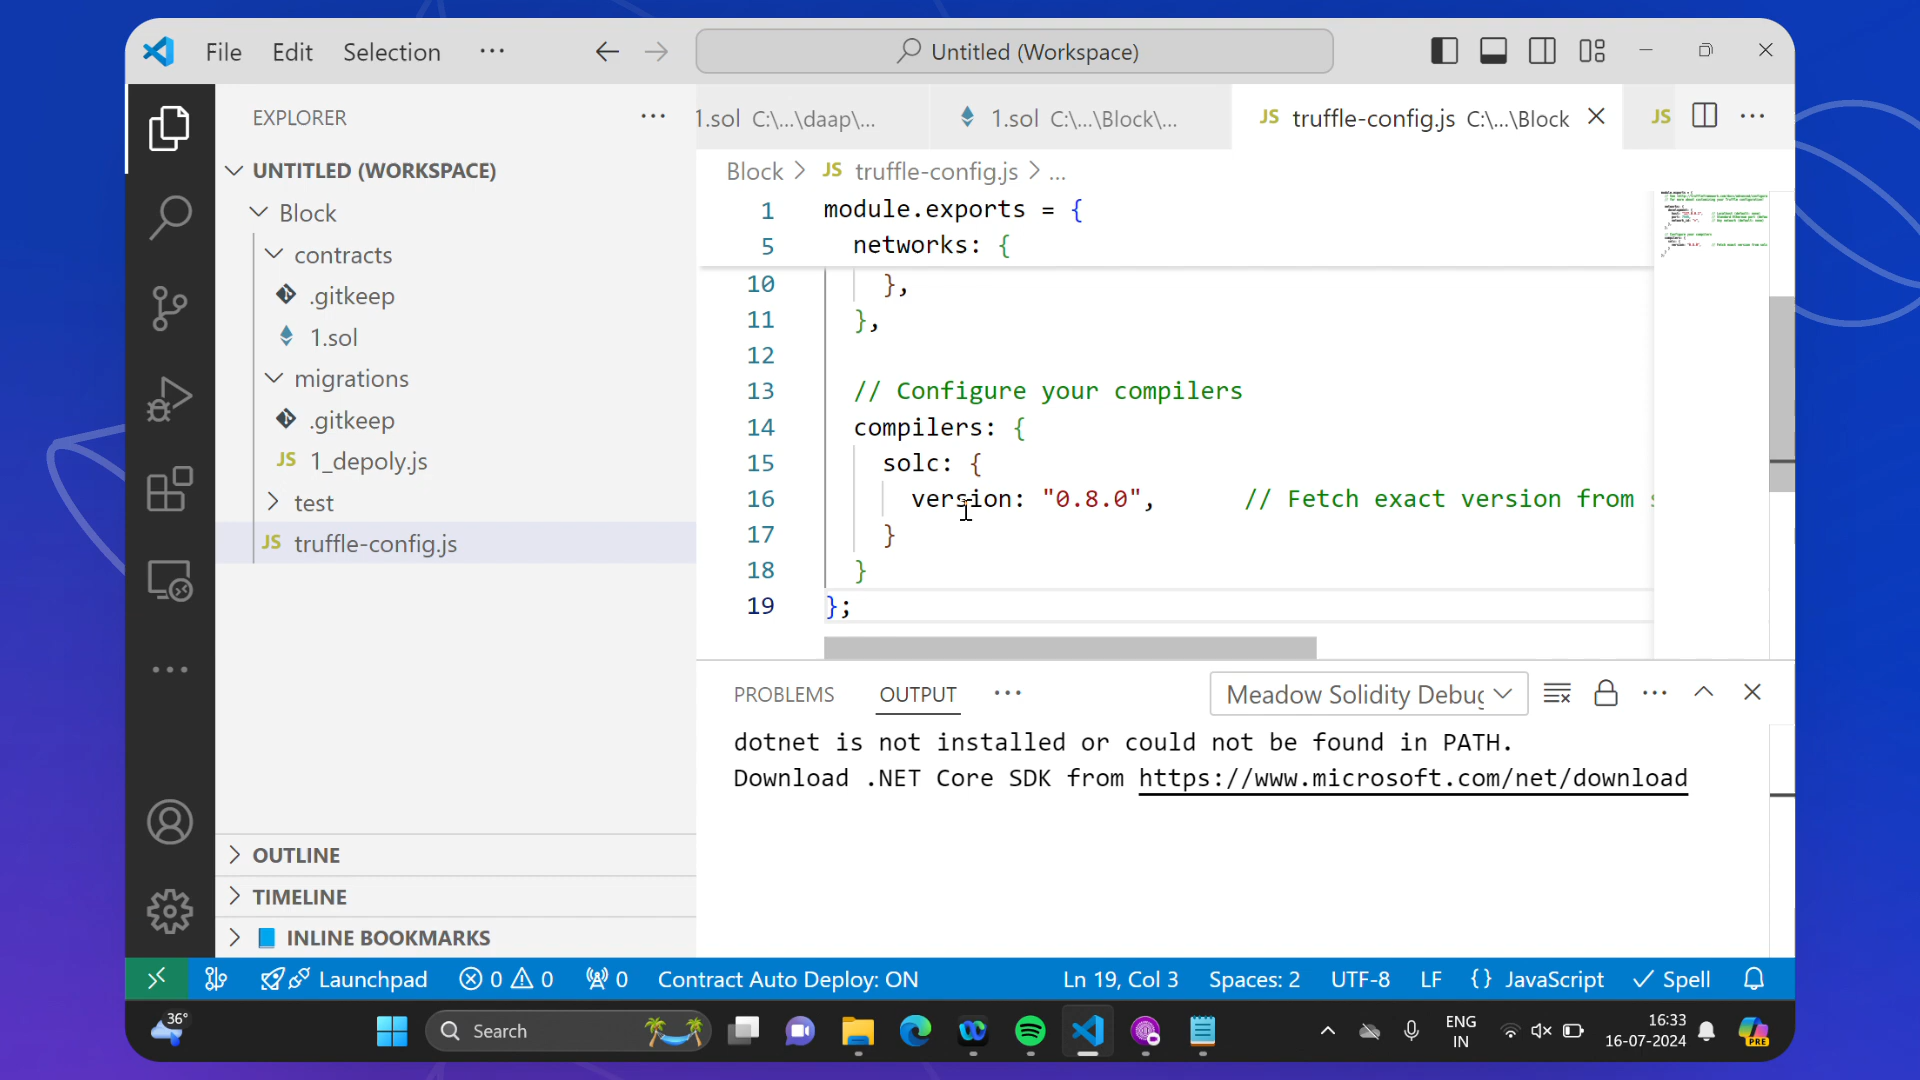 File Edit Selection ···
Untitled (Workspace)
EXPLORER ···
1.sol C:\...\daap\...
1.sol C:\...\Block\...
JS truffle-config.js C:\...\Block
JS ···
UNTITLED (WORKSPACE)
Block
contracts
.gitkeep
1.sol
migrations
.gitkeep
JS 1_depoly.js
test
JS truffle-config.js
OUTLINE
TIMELINE
INLINE BOOKMARKS
Block > JS truffle-config.js > ...
1 module.exports = {
5 networks: {
10 },
11 },
12
13 // Configure your compilers
14 compilers: {
15 solc: {
16 version: "0.8.0", // Fetch exact version from
17 }
18 }
19 };
PROBLEMS OUTPUT ··· Meadow Solidity Debug
dotnet is not installed or could not be found in PATH.
Download .NET Core SDK from https://www.microsoft.com/net/download
Launchpad 0 0 0 Contract Auto Deploy: ON Ln 19, Col 3 Spaces: 2 UTF-8 LF {} JavaScript Spell
36°
Search
ENG
IN
16:33
16-07-2024
PRE